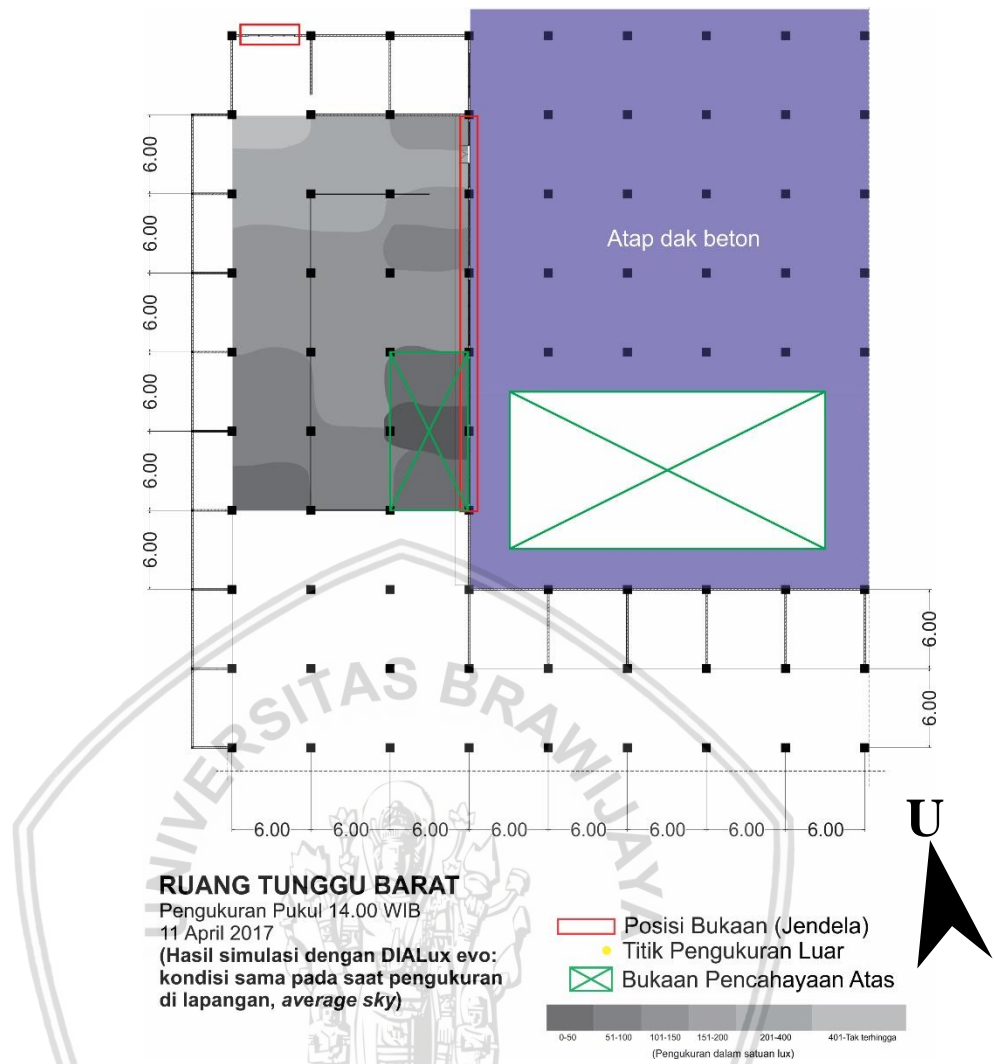 Atap dak beton
6.00
6.00
6.00
6.00
6.00
6.00
6.00
6.00
6.00 6.00 6.00 6.00 6.00 6.00 6.00 6.00
UNIVERSITAS BRAWIJAYA
U
RUANG TUNGGU BARAT
Pengukuran Pukul 14.00 WIB
11 April 2017
(Hasil simulasi dengan DIALux evo:
kondisi sama pada saat pengukuran
di lapangan, average sky)
Posisi Bukaan (Jendela)
Titik Pengukuran Luar
Bukaan Pencahayaan Atas
0-50 51-100 101-150 151-200 201-400 401-Tak terhingga
(Pengukuran dalam satuan lux)